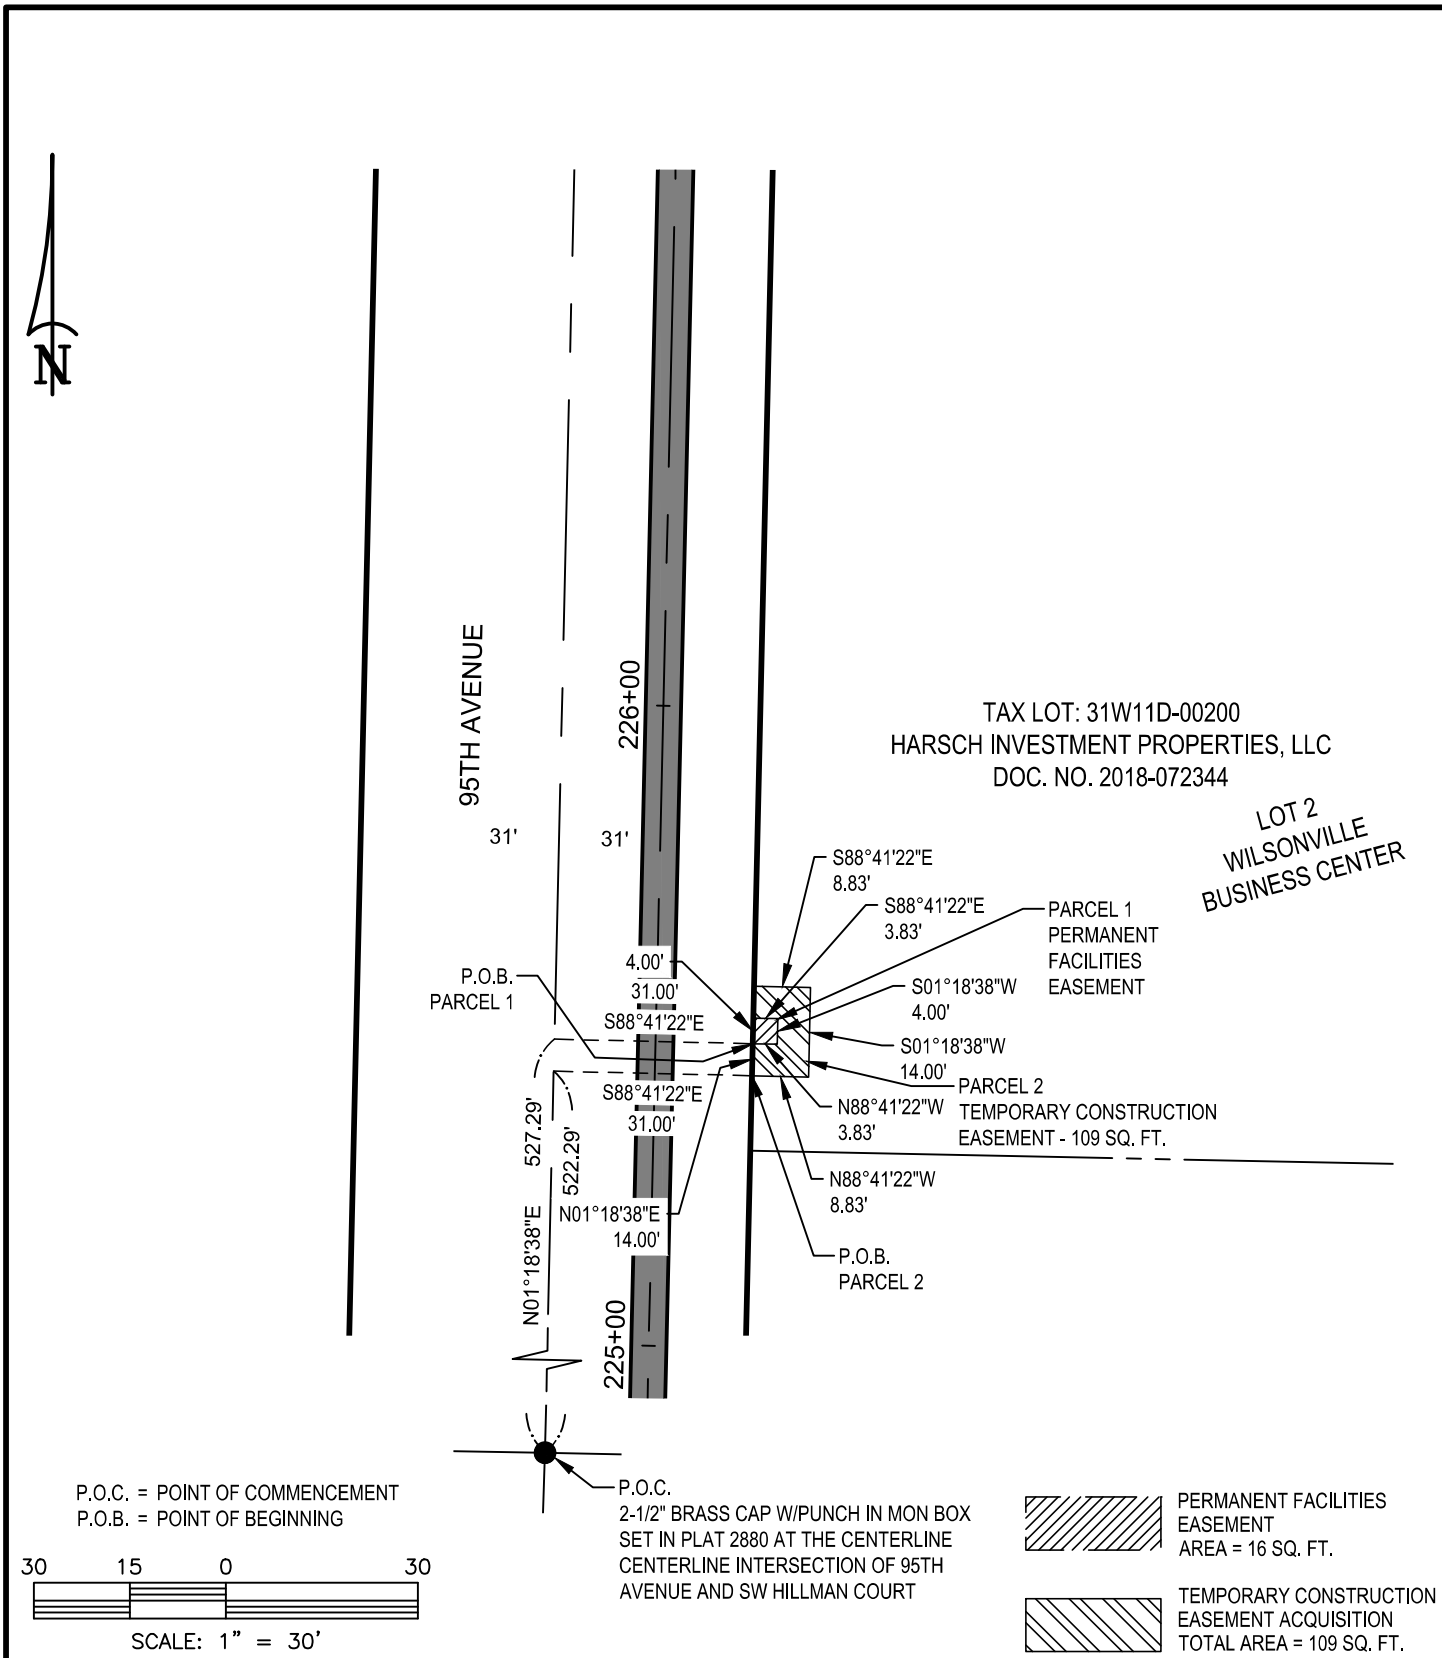 N
95TH AVENUE
226+00
31'
31'
TAX LOT: 31W11D-00200
HARSCH INVESTMENT PROPERTIES, LLC
DOC. NO. 2018-072344
LOT 2
WILSONVILLE
BUSINESS CENTER
S88°41'22"E
8.83'
S88°41'22"E
3.83'
PARCEL 1
PERMANENT
FACILITIES
EASEMENT
4.00'
31.00'
S88°41'22"E
P.O.B.
PARCEL 1
S01°18'38"W
4.00'
S01°18'38"W
14.00'
PARCEL 2
TEMPORARY CONSTRUCTION
EASEMENT - 109 SQ. FT.
S88°41'22"E
31.00'
N88°41'22"W
3.83'
N88°41'22"W
8.83'
N01°18'38"E 527.29'
522.29'
N01°18'38"E
14.00'
P.O.B.
PARCEL 2
225+00
P.O.C.
2-1/2" BRASS CAP W/PUNCH IN MON BOX
SET IN PLAT 2880 AT THE CENTERLINE
CENTERLINE INTERSECTION OF 95TH
AVENUE AND SW HILLMAN COURT
P.O.C. = POINT OF COMMENCEMENT
P.O.B. = POINT OF BEGINNING
30 15 0 30
SCALE: 1" = 30'
PERMANENT FACILITIES
EASEMENT
AREA = 16 SQ. FT.
TEMPORARY CONSTRUCTION
EASEMENT ACQUISITION
TOTAL AREA = 109 SQ. FT.